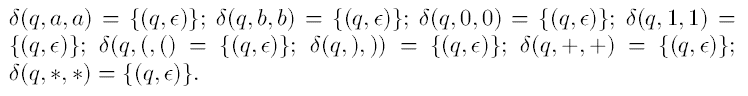 δ(q, a, a) = {(q, ϵ)}; δ(q, b, b) = {(q, ϵ)}; δ(q, 0, 0) = {(q, ϵ)}; δ(q, 1, 1) =
{(q, ϵ)}; δ(q, (, () = {(q, ϵ)}; δ(q, ), )) = {(q, ϵ)}; δ(q, +, +) = {(q, ϵ)};
δ(q, ∗, ∗) = {(q, ϵ)}.